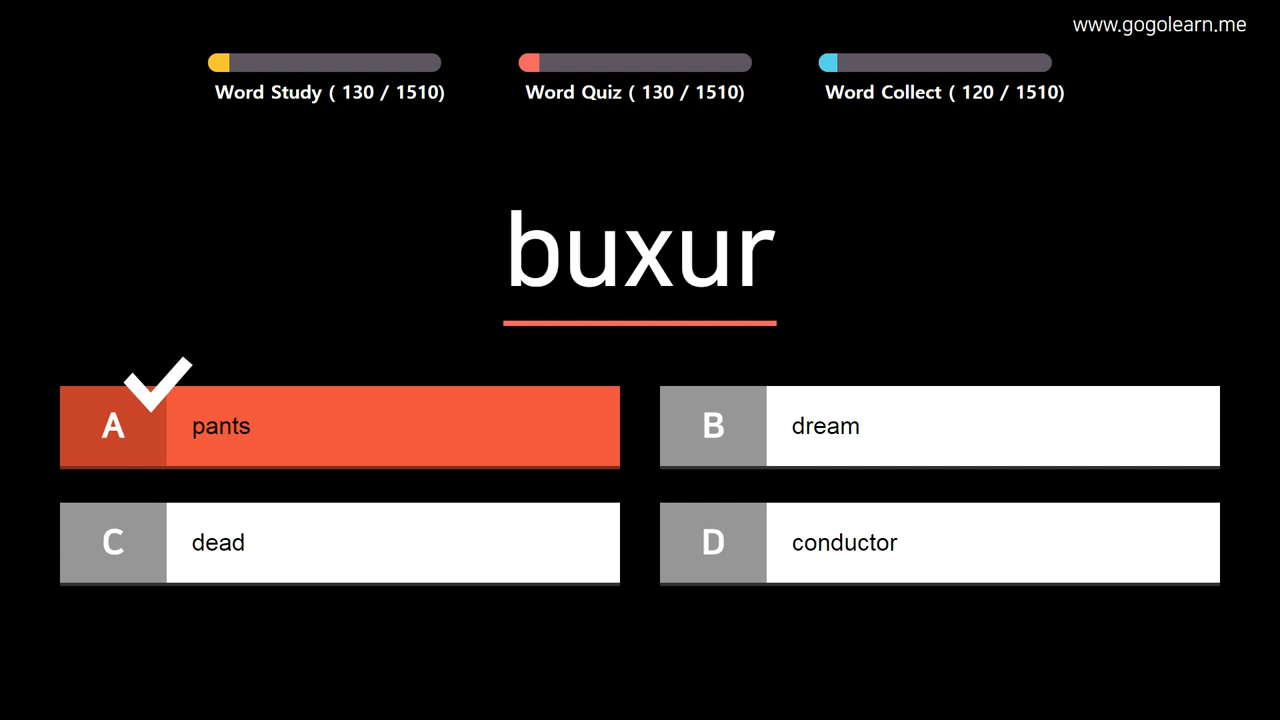 www.gogolearn.me
Word Study ( 130 / 1510)
Word Quiz ( 130 / 1510)
Word Collect ( 120 / 1510)
buxur
A pants
B dream
C dead
D conductor